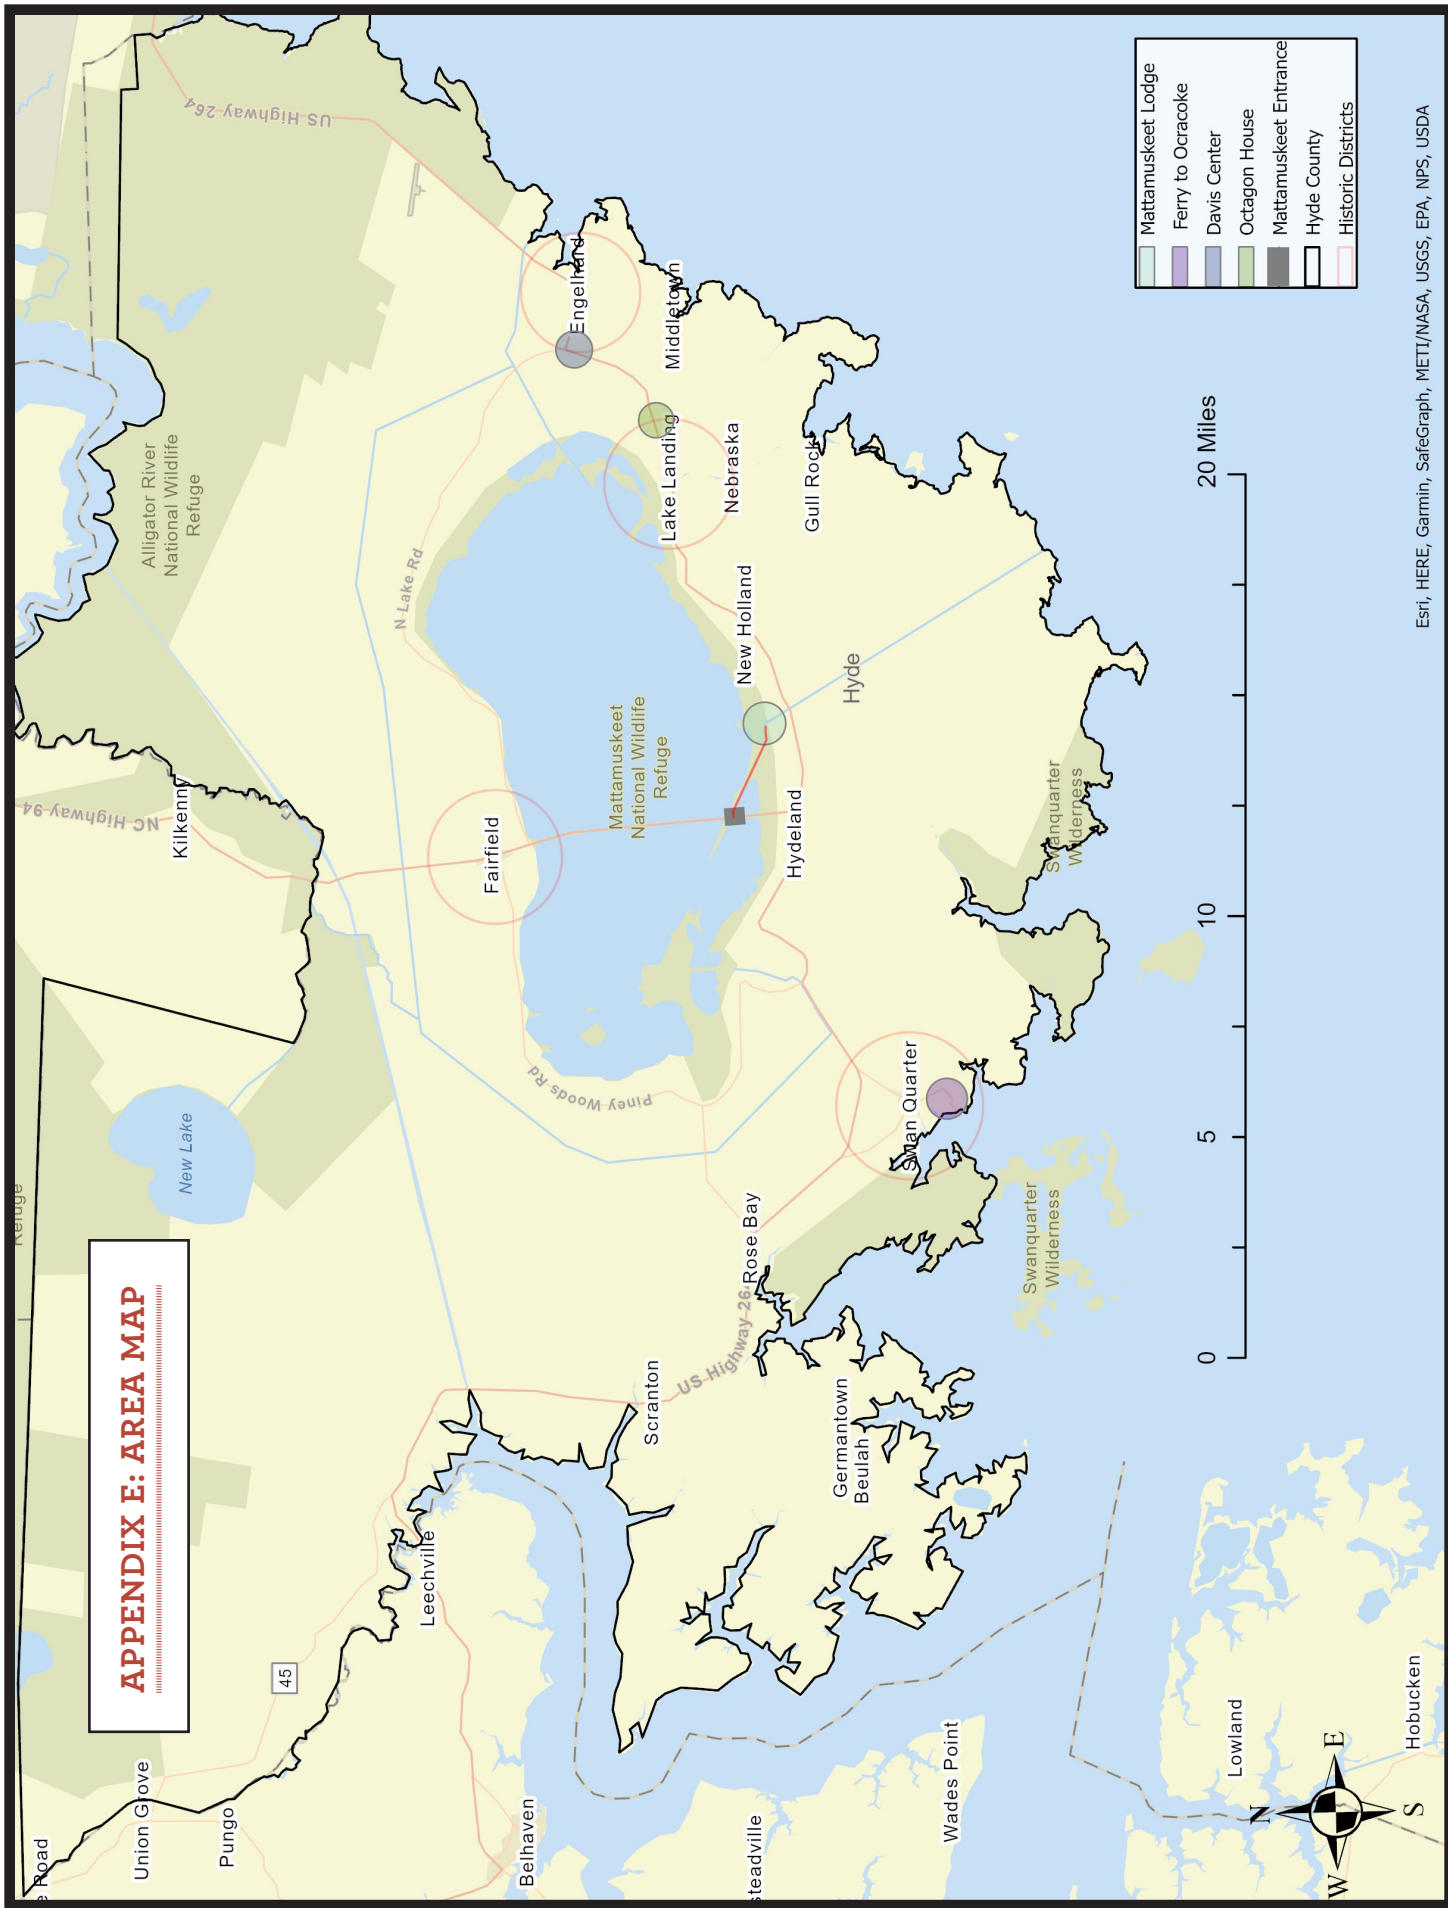 APPENDIX E: AREA MAP
Refuge
US Highway 264
Alligator River
National Wildlife
Refuge
NC Highway 94
Kilkenny
New Lake
45
Union Grove
Pungo
e Road
Engelhard
Middletown
N Lake Rd
Lake Landing
Nebraska
Gull Rock
Fairfield
Mattamuskeet
National Wildlife
Refuge
New Holland
Hyde
Hydeland
Piney Woods Rd
Swan Quarter
Swanquarter
Wilderness
Swanquarter
Wilderness
Rose Bay
US Highway 26
Scranton
Germantown
Beulah
Leechville
Belhaven
steadville
Wades Point
Lowland
Hobucken
0
5
10
20 Miles
N
E
S
W
Mattamuskeet Lodge
Ferry to Ocracoke
Davis Center
Octagon House
Mattamuskeet Entrance
Hyde County
Historic Districts
Esri, HERE, Garmin, SafeGraph, METI/NASA, USGS, EPA, NPS, USDA